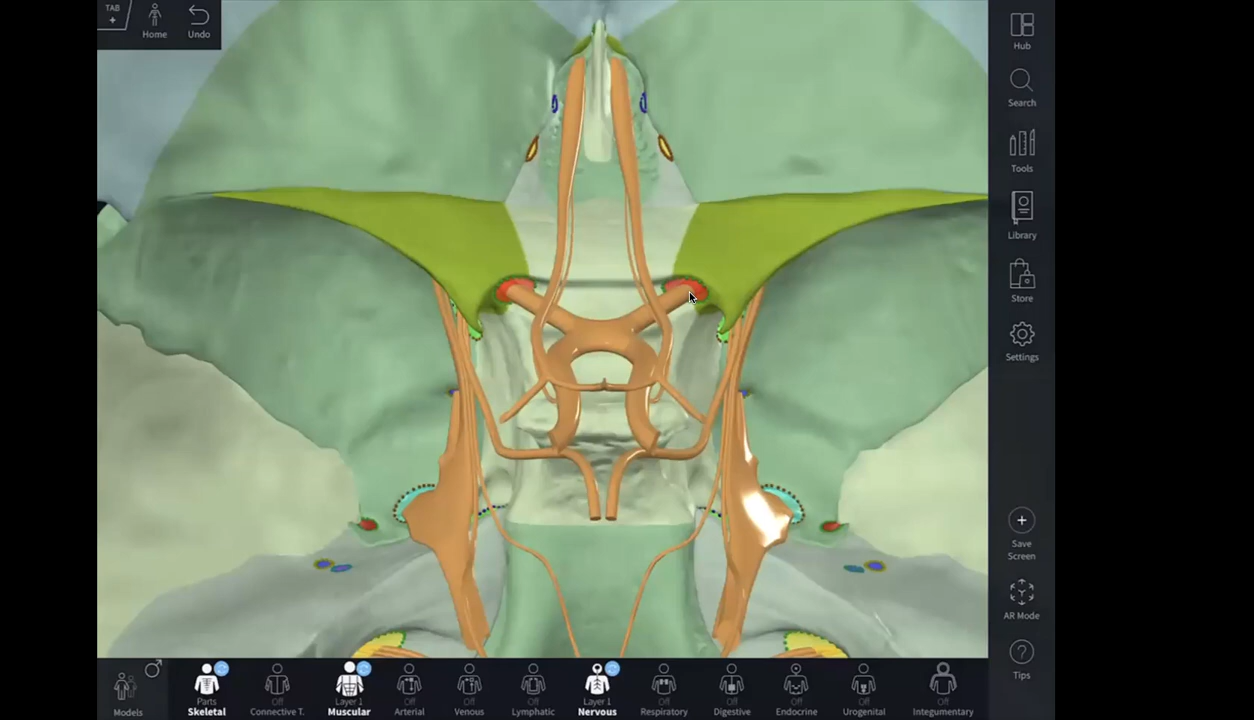 TAB
+
Home
Undo
Hub
Search
Tools
Library
Store
Settings
Save
Screen
AR Mode
Tips
Models
Parts
Skeletal
Off
Connective T.
Layer 1
Muscular
Off
Arterial
Off
Venous
Off
Lymphatic
Layer 1
Nervous
Off
Respiratory
Off
Digestive
Off
Endocrine
Off
Urogenital
Off
Integumentary